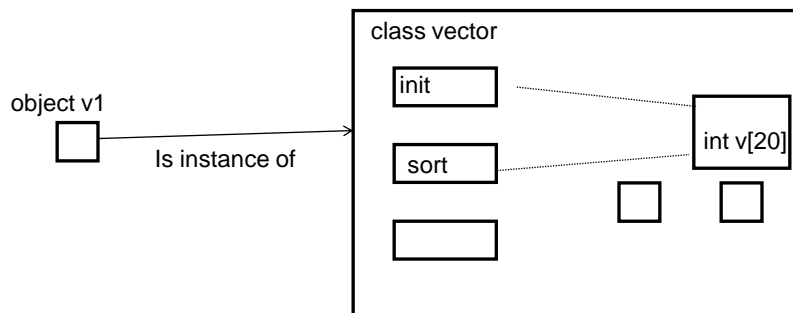 class vector
init
object v1
int v[20]
Is instance of
sort